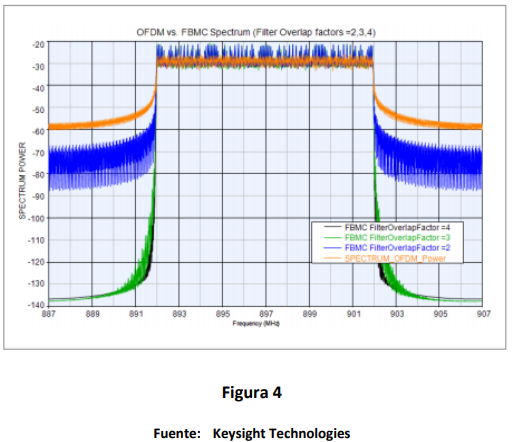 OFDM vs. FBMC Spectrum (Filter Overlap factors =2,3,4)
SPECTRUM POWER
-20
-30
-40
-50
-60
-70
-80
-90
-100
-110
-120
-130
-140
FBMC FilterOverlapFactor =4
FBMC FilterOverlapFactor =3
FBMC FilterOverlapFactor =2
SPECTRUM_OFDM_Power
887 889 891 893 895 897 899 901 903 905 907
Frequency (MHz)
Figura 4
Fuente: Keysight Technologies